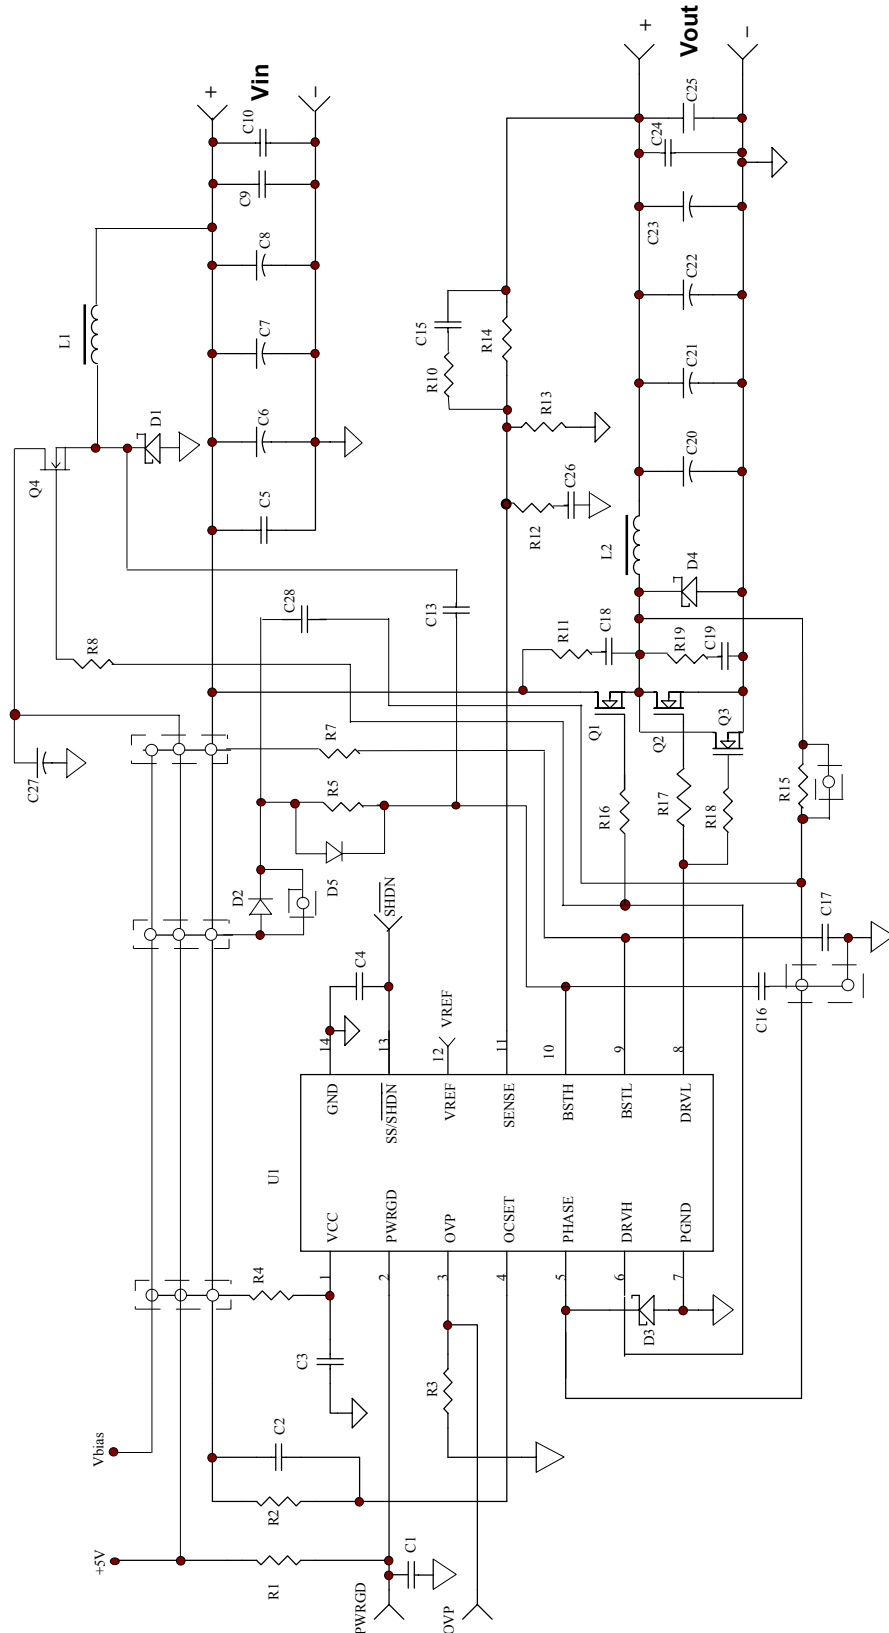 +
Vin
−
C10
C9
C8
C7
C6
C5
L1
D1
Q4
R8
C27
+
Vout
−
C25
C24
C23
C22
C21
C20
C15
R10
R14
R13
C26
R12
L2
D4
C28
C13
R11
C18
R19
C19
Q1
Q2
Q3
R7
R5
D5
D2
R16
R17
R18
R15
C17
C16
SHDN
C4
VREF
14
13
12
11
10
9
8
GND
SS/SHDN
VREF
SENSE
BSTH
BSTL
DRVL
U1
VCC
PWRGD
OVP
OCSET
PHASE
DRVH
PGND
1
2
3
4
5
6
7
R4
C3
R3
D3
C2
R2
Vbias
+5V
R1
C1
PWRGD
OVP